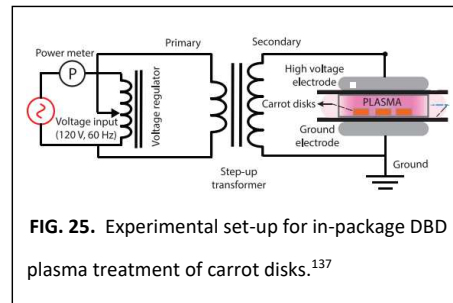 Power meter
P
Primary
Secondary
Voltage regulator
Voltage input
(120 V, 60 Hz)
Step-up
transformer
High voltage
electrode
Carrot disks
PLASMA
Ground
electrode
Ground
FIG. 25. Experimental set-up for in-package DBD
plasma treatment of carrot disks.¹³⁷